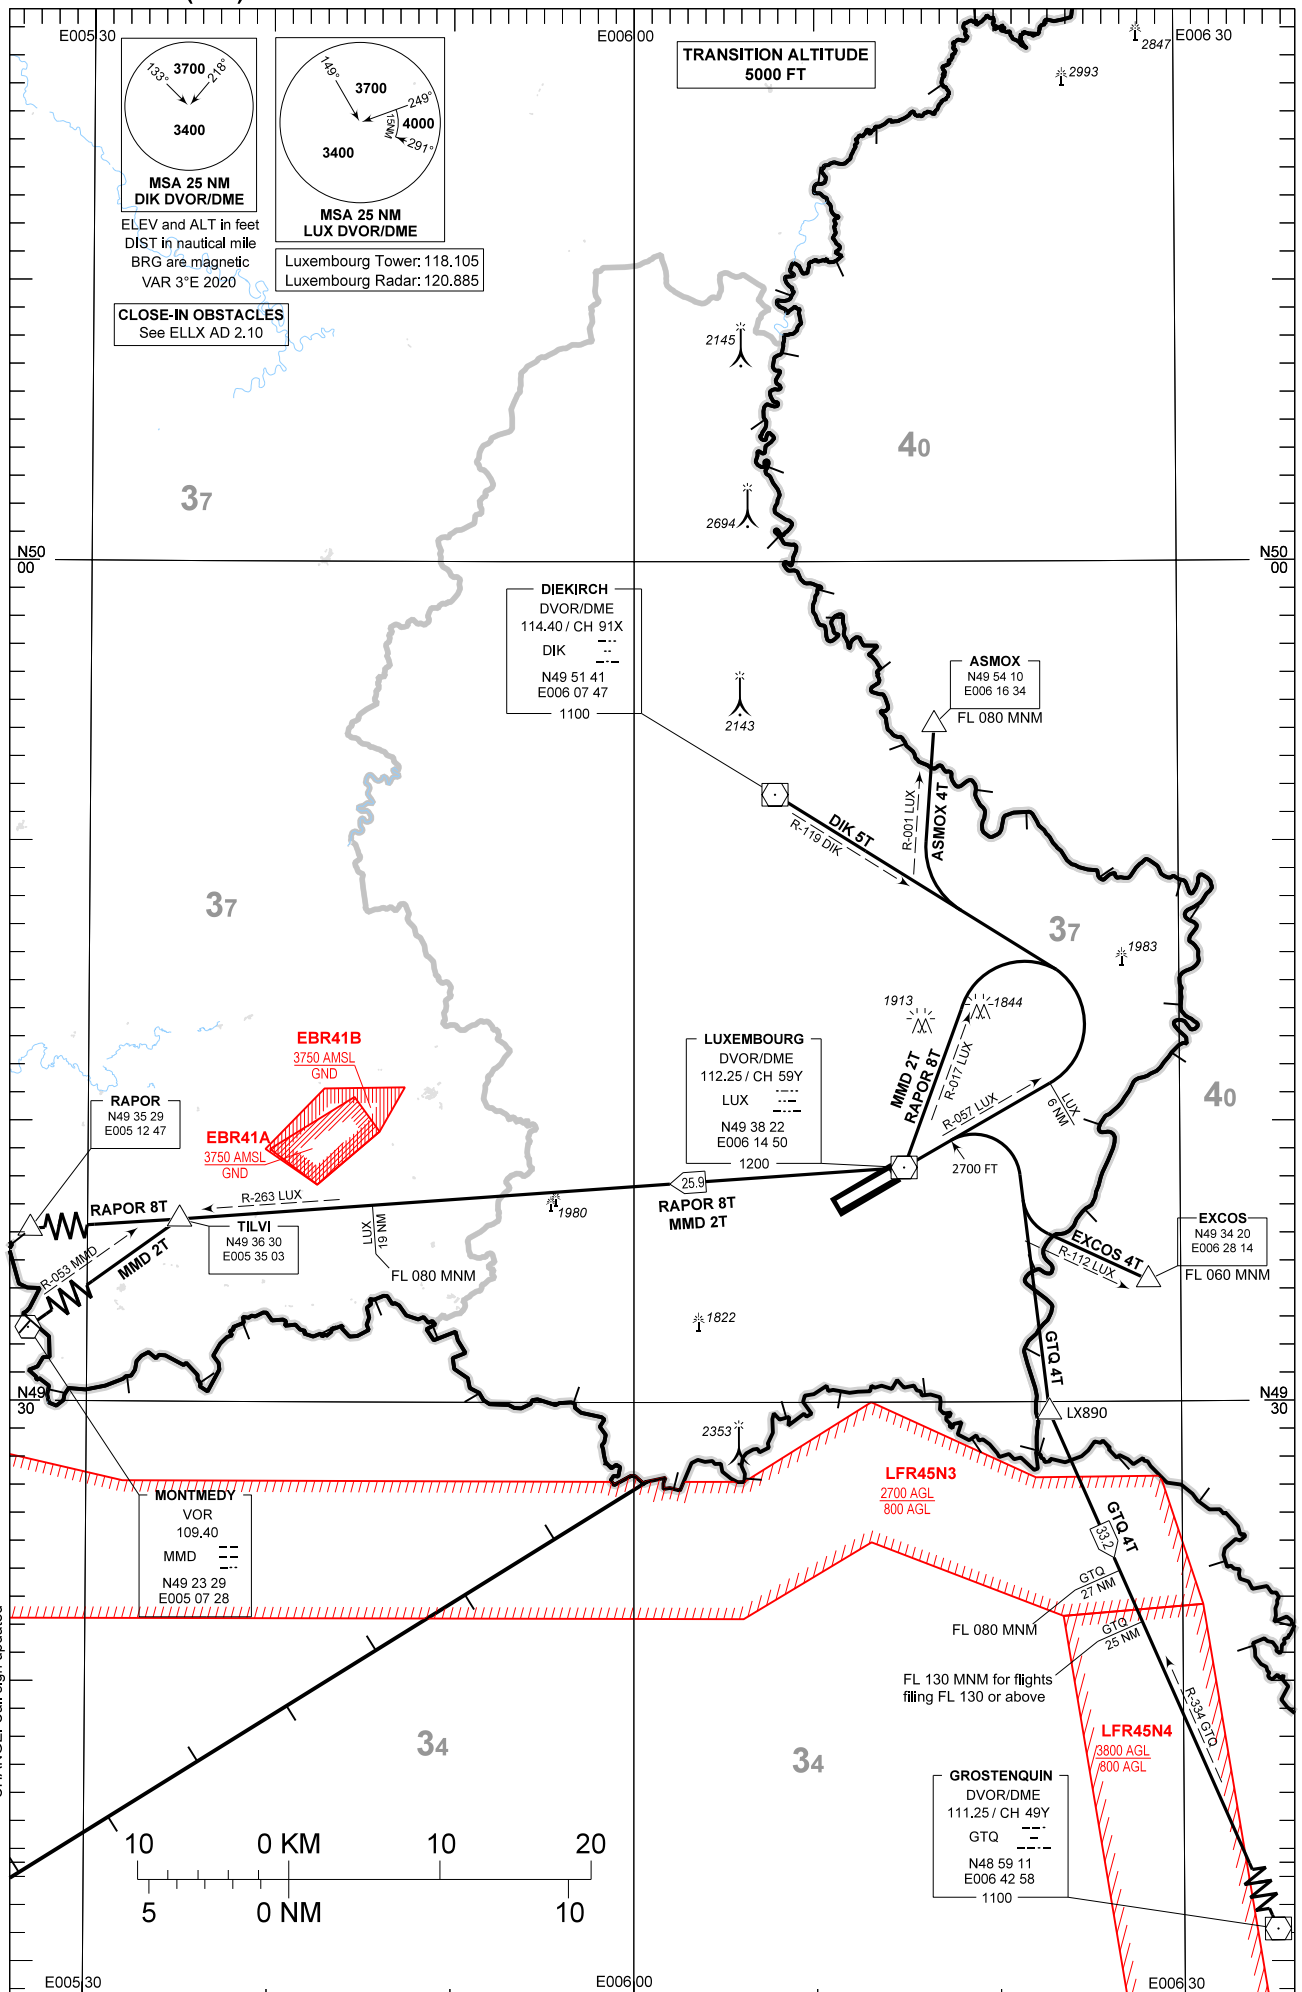 E005 30
E006 00
E006 30
3700
133°
218°
3400
MSA 25 NM
DIK DVOR/DME
149°
3700
249°
4000
15NM
291°
3400
MSA 25 NM
LUX DVOR/DME
ELEV and ALT in feet
DIST in nautical mile
BRG are magnetic
VAR 3°E 2020
Luxembourg Tower: 118.105
Luxembourg Radar: 120.885
CLOSE-IN OBSTACLES
See ELLX AD 2.10
TRANSITION ALTITUDE
5000 FT
2847
2993
2145
40
37
2694
N50
00
N50
00
DIEKIRCH
DVOR/DME
114.40 / CH 91X
DIK
N49 51 41
E006 07 47
1100
2143
ASMOX
N49 54 10
E006 16 34
FL 080 MNM
DIK 5T
R-119 DIK
R-001 LUX
ASMOX 4T
37
37
1983
1913
1844
EBR41B
3750 AMSL
GND
EBR41A
3750 AMSL
GND
LUXEMBOURG
DVOR/DME
112.25 / CH 59Y
LUX
N49 38 22
E006 14 50
1200
MMD 2T
RAPOR 8T
R-017 LUX
R-057 LUX
LUX
6 NM
2700 FT
40
RAPOR
N49 35 29
E005 12 47
RAPOR 8T
R-263 LUX
25.9
RAPOR 8T
MMD 2T
1980
TILVI
N49 36 30
E005 35 03
R-053 MMD
MMD 2T
LUX
19 NM
FL 080 MNM
EXCOS
N49 34 20
E006 28 14
EXCOS 4T
R-112 LUX
FL 060 MNM
1822
GTQ 4T
N49
30
N49
30
LX890
2353
LFR45N3
2700 AGL
800 AGL
MONTMEDY
VOR
109.40
MMD
N49 23 29
E005 07 28
GTQ 4T
33.2
GTQ
27 NM
FL 080 MNM
GTQ
25 NM
FL 130 MNM for flights
filing FL 130 or above
R-334 GTQ
LFR45N4
3800 AGL
800 AGL
34
34
GROSTENQUIN
DVOR/DME
111.25 / CH 49Y
GTQ
N48 59 11
E006 42 58
1100
10 0 KM 10 20
5 0 NM 10
E005 30
E006 00
E006 30